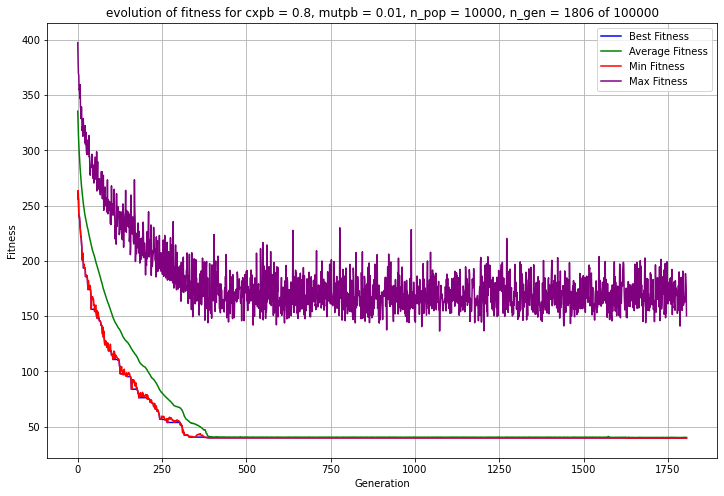 evolution of fitness for cxpb = 0.8, mutpb = 0.01, n_pop = 10000, n_gen = 1806 of 100000
Best Fitness
Average Fitness
Min Fitness
Max Fitness
400
350
300
250
200
150
100
50
Fitness
0
250
500
750
1000
1250
1500
1750
Generation